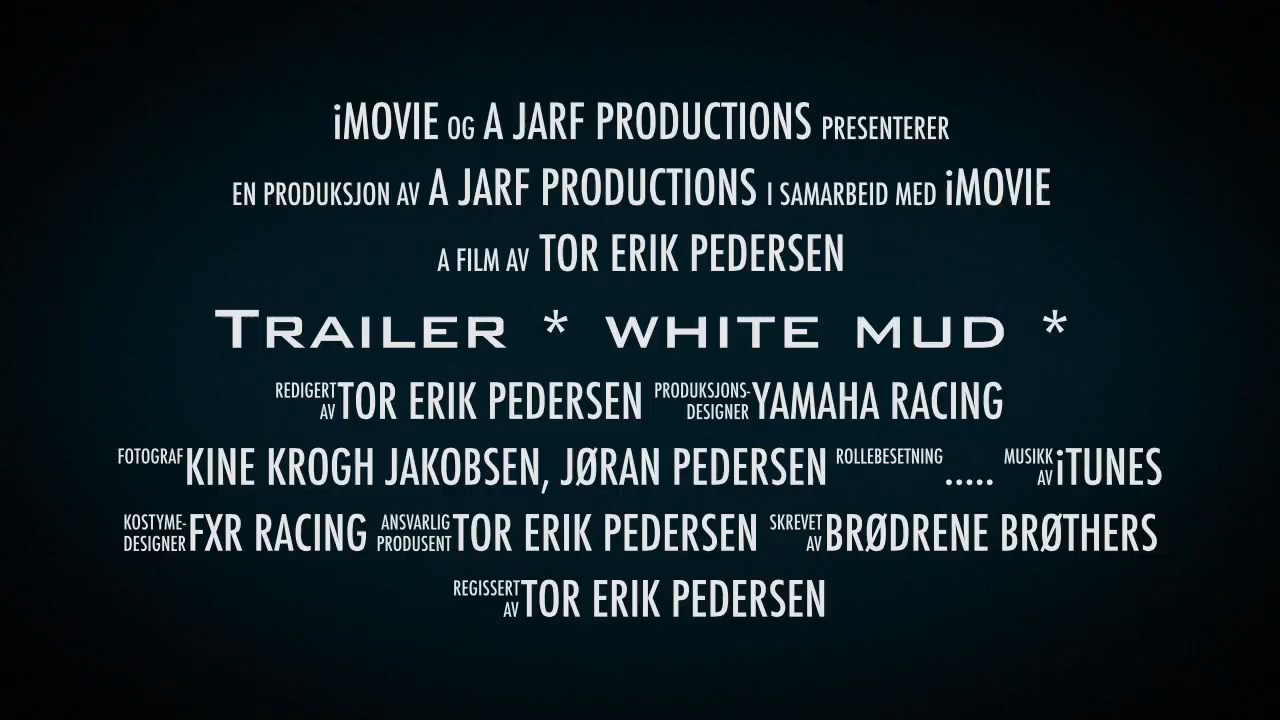 iMOVIE OG A JARF PRODUCTIONS PRESENTERER
EN PRODUKSJON AV A JARF PRODUCTIONS I SAMARBEID MED iMOVIE
A FILM AV TOR ERIK PEDERSEN
TRAILER * WHITE MUD *
REDIGERT AV TOR ERIK PEDERSEN PRODUKSJONS-DESIGNER YAMAHA RACING
FOTOGRAF KINE KROGH JAKOBSEN, JØRAN PEDERSEN ROLLEBESETNING ..... MUSIKK AV iTUNES
KOSTYME-DESIGNER FXR RACING ANSVARLIG PRODUSENT TOR ERIK PEDERSEN SKREVET AV BRØDRENE BRØTHERS
REGISSERT AV TOR ERIK PEDERSEN